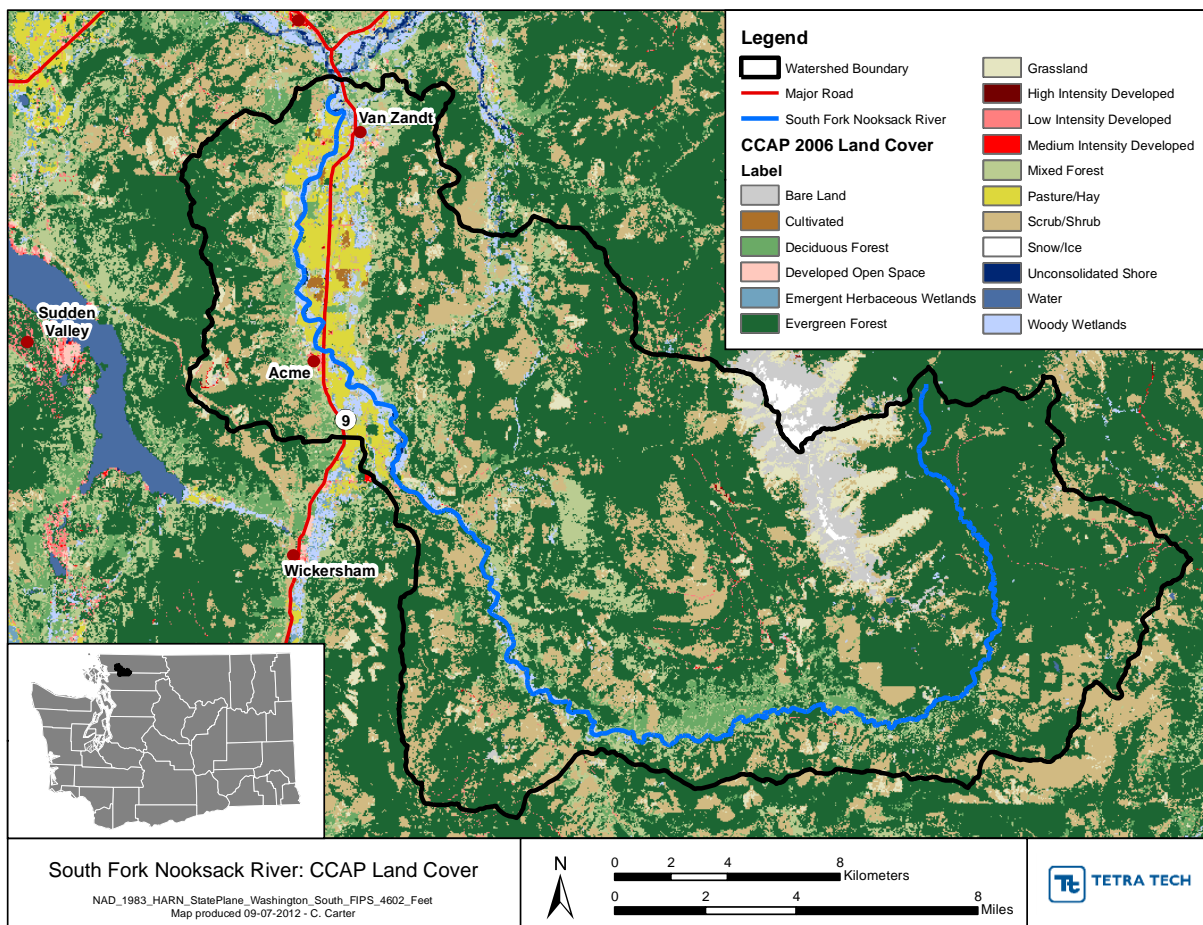 Legend
Watershed Boundary
Major Road
South Fork Nooksack River
CCAP 2006 Land Cover
Label
Bare Land
Cultivated
Deciduous Forest
Developed Open Space
Emergent Herbaceous Wetlands
Evergreen Forest
Grassland
High Intensity Developed
Low Intensity Developed
Medium Intensity Developed
Mixed Forest
Pasture/Hay
Scrub/Shrub
Snow/Ice
Unconsolidated Shore
Water
Woody Wetlands
Van Zandt
Sudden
Valley
Acme
9
Wickersham
South Fork Nooksack River: CCAP Land Cover
NAD_1983_HARN_StatePlane_Washington_South_FIPS_4602_Feet
Map produced 09-07-2012 - C. Carter
N
0 2 4 8
Kilometers
0 2 4 8
Miles
Tt TETRA TECH